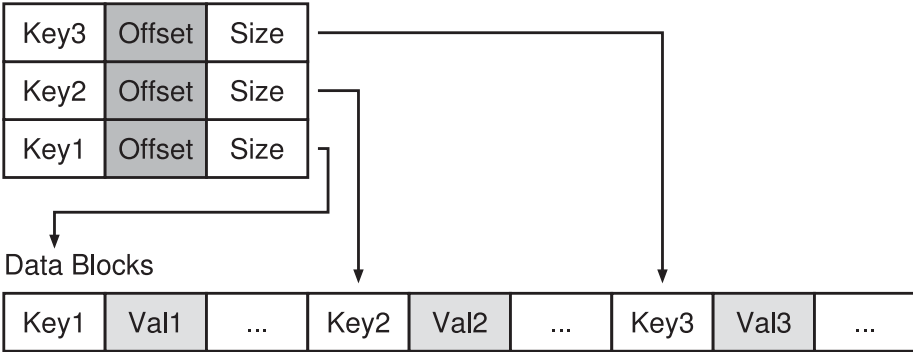 Key3 Offset Size
Key2 Offset Size
Key1 Offset Size
Data Blocks
Key1 Val1 ... Key2 Val2 ... Key3 Val3 ...